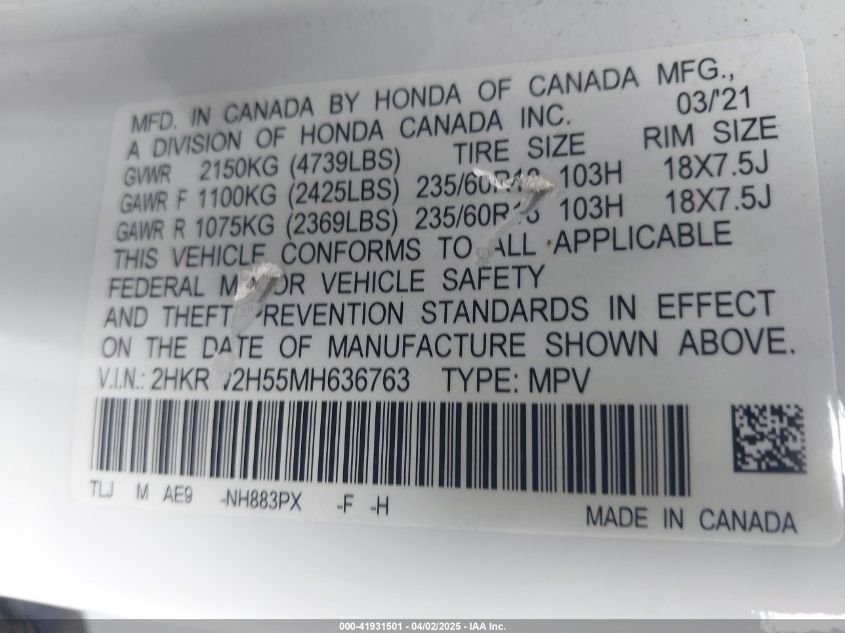 MFD. IN CANADA BY HONDA OF CANADA MFG.,
A DIVISION OF HONDA CANADA INC. 03/'21
GVWR 2150KG (4739LBS) TIRE SIZE RIM SIZE
GAWR F 1100KG (2425LBS) 103H 18X7.5J
GAWR R 1075KG (2369LBS) 103H 18X7.5J
THIS VEHICLE CONFORMS TO ALL APPLICABLE
FEDERAL MOTOR VEHICLE SAFETY
AND THEFT PREVENTION STANDARDS IN EFFECT
ON THE DATE OF MANUFACTURE SHOWN ABOVE.
V.I.N.: TYPE: MPV
TLJ M AE9 -NH883PX -F -H
MADE IN CANADA
000-41931501 - 04/02/2025 - IAA Inc.